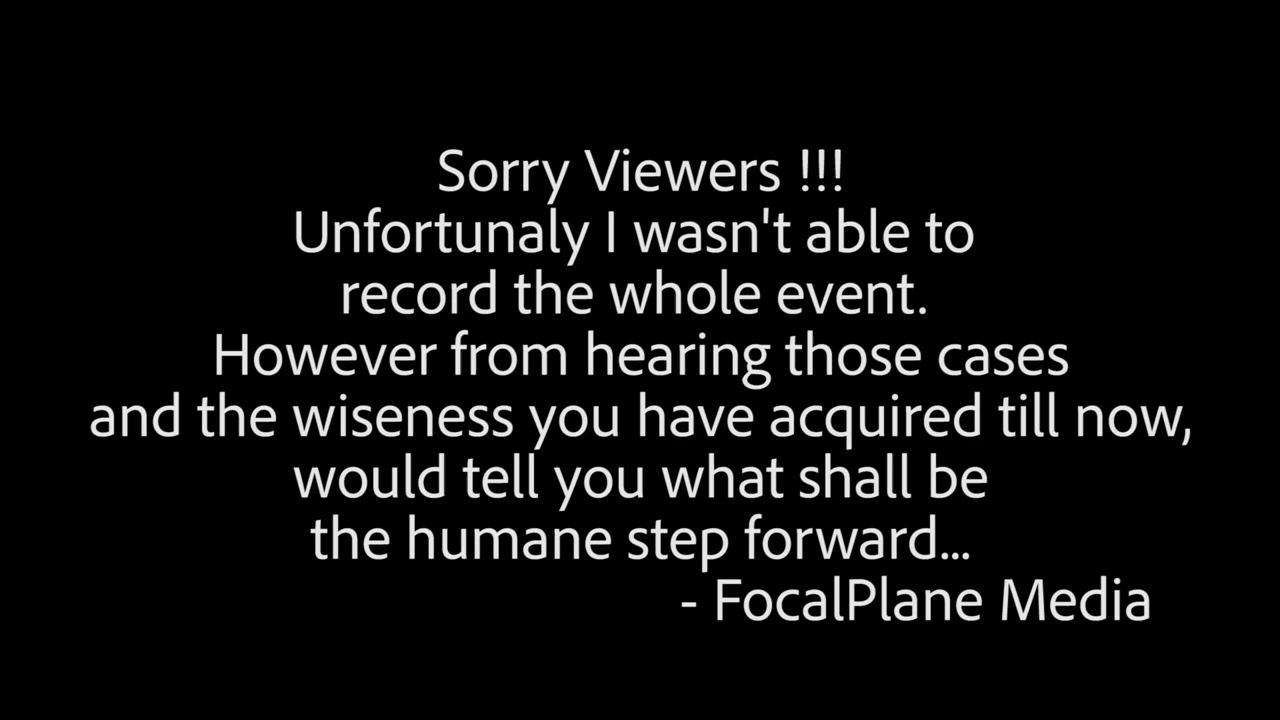 Sorry Viewers !!!
Unfortunaly I wasn't able to
record the whole event.
However from hearing those cases
and the wiseness you have acquired till now,
would tell you what shall be
the humane step forward...
- FocalPlane Media